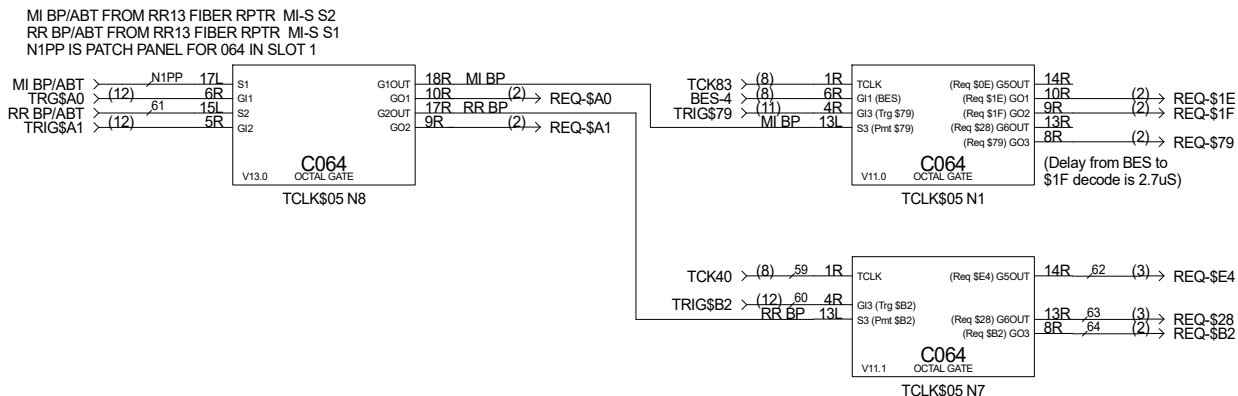 MI BP/ABT FROM RR13 FIBER RPTR MI-S S2
RR BP/ABT FROM RR13 FIBER RPTR MI-S S1
N1PP IS PATCH PANEL FOR 064 IN SLOT 1
MI BP/ABT N1PP 17L S1
TRG$A0 (12) 6R GI1
RR BP/ABT 61 15L S2
TRIG$A1 (12) 5R GI2
G1OUT 18R MI BP
GO1 10R (2) REQ-$A0
G2OUT 17R RR BP
GO2 9R (2) REQ-$A1
C064
V13.0 OCTAL GATE
TCLK$05 N8
TCK83 (8) 1R TCLK
BES-4 (8) 6R GI1 (BES)
TRIG$79 (11) 4R GI3 (Trg $79)
MI BP 13L S3 (Pmt $79)
(Req $0E) G5OUT 14R
(Req $1E) GO1 10R (2) REQ-$1E
(Req $1F) GO2 9R (2) REQ-$1F
(Req $28) G6OUT 13R
(Req $79) GO3 8R (2) REQ-$79
C064
V11.0 OCTAL GATE
(Delay from BES to
$1F decode is 2.7uS)
TCLK$05 N1
TCK40 (8) 59 1R TCLK
TRIG$B2 (12) 60 4R GI3 (Trg $B2)
RR BP 13L S3 (Pmt $B2)
(Req $E4) G5OUT 14R 62 (3) REQ-$E4
(Req $28) G6OUT 13R 63 (3) REQ-$28
(Req $B2) GO3 8R 64 (2) REQ-$B2
C064
V11.1 OCTAL GATE
TCLK$05 N7